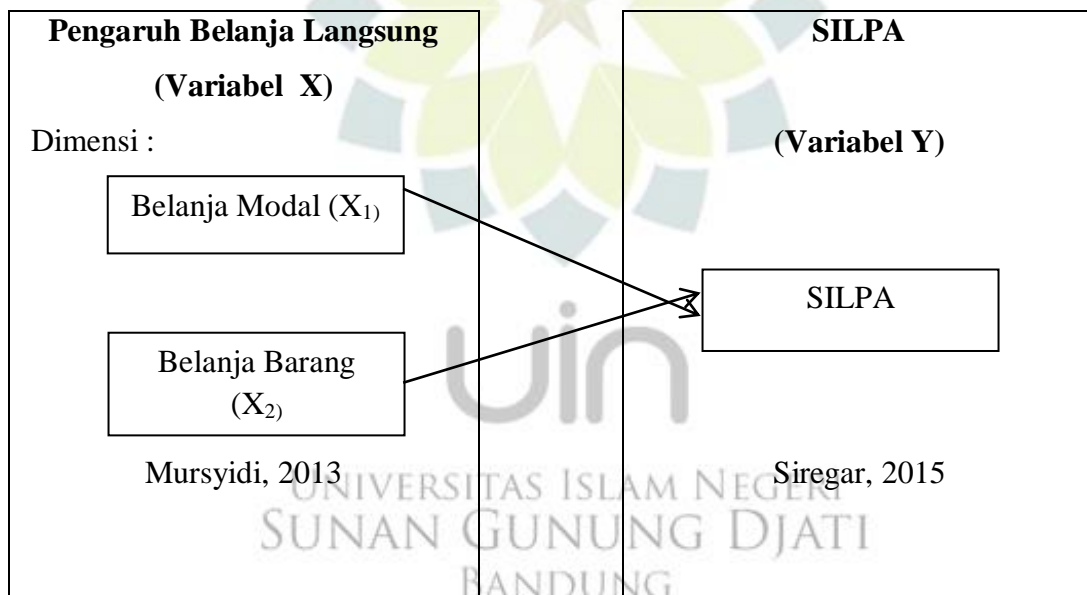 Pengaruh Belanja Langsung
(Variabel X)
Dimensi :
Belanja Modal (X1)
Belanja Barang
(X2)
Mursyidi, 2013
SILPA
(Variabel Y)
SILPA
Siregar, 2015
uin
UNIVERSITAS ISLAM NEGERI
SUNAN GUNUNG DJATI
BANDUNG